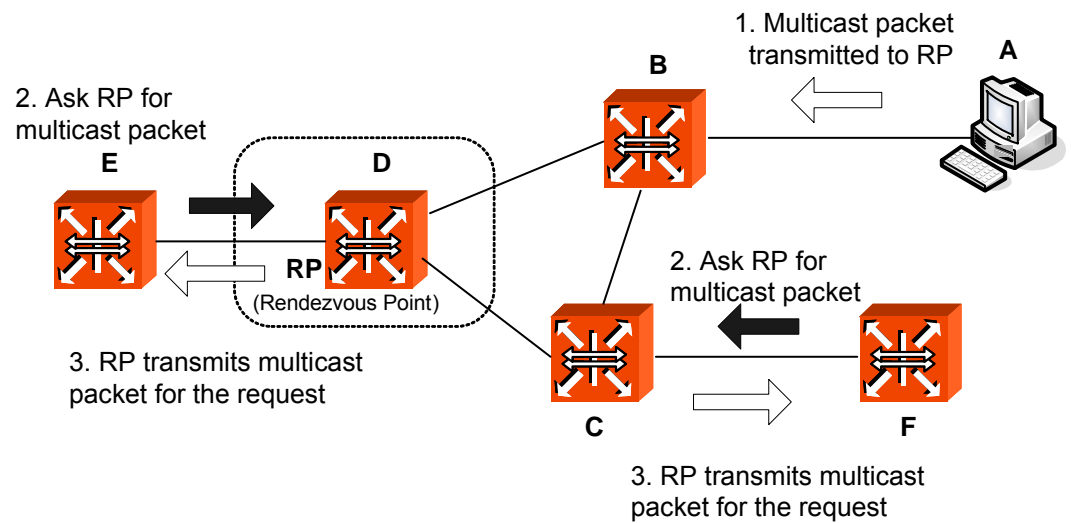 1. Multicast packet
transmitted to RP
A
B
2. Ask RP for
multicast packet
E
D
RP
(Rendezvous Point)
2. Ask RP for
multicast packet
3. RP transmits multicast
packet for the request
C
F
3. RP transmits multicast
packet for the request